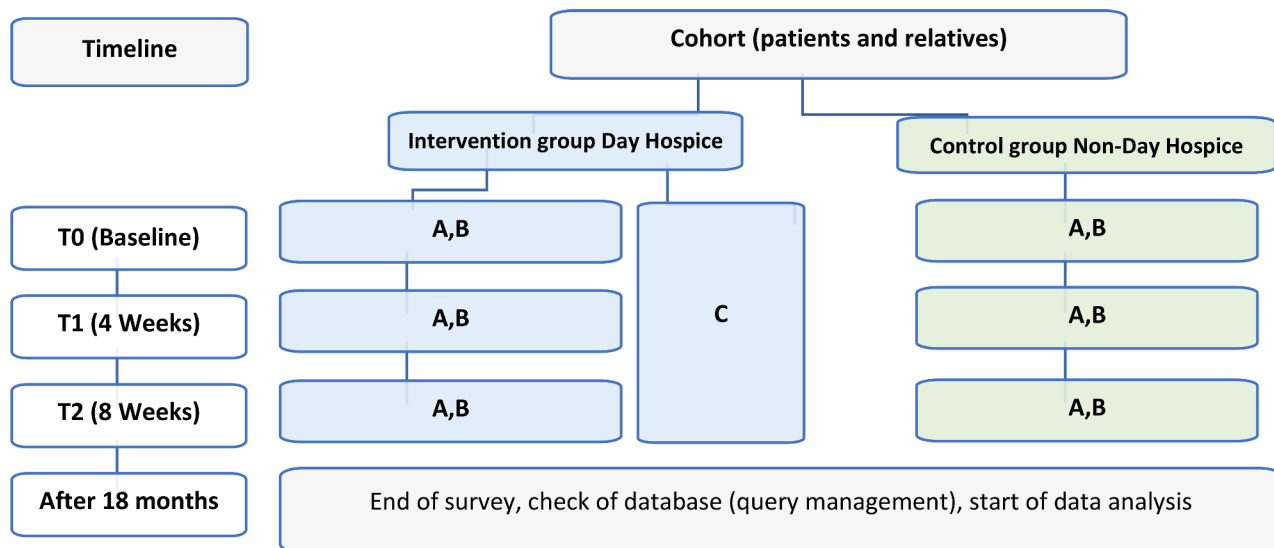 Timeline
Cohort (patients and relatives)
Intervention group Day Hospice
Control group Non-Day Hospice
T0 (Baseline)
A,B
A,B
T1 (4 Weeks)
A,B
C
A,B
T2 (8 Weeks)
A,B
A,B
After 18 months
End of survey, check of database (query management), start of data analysis